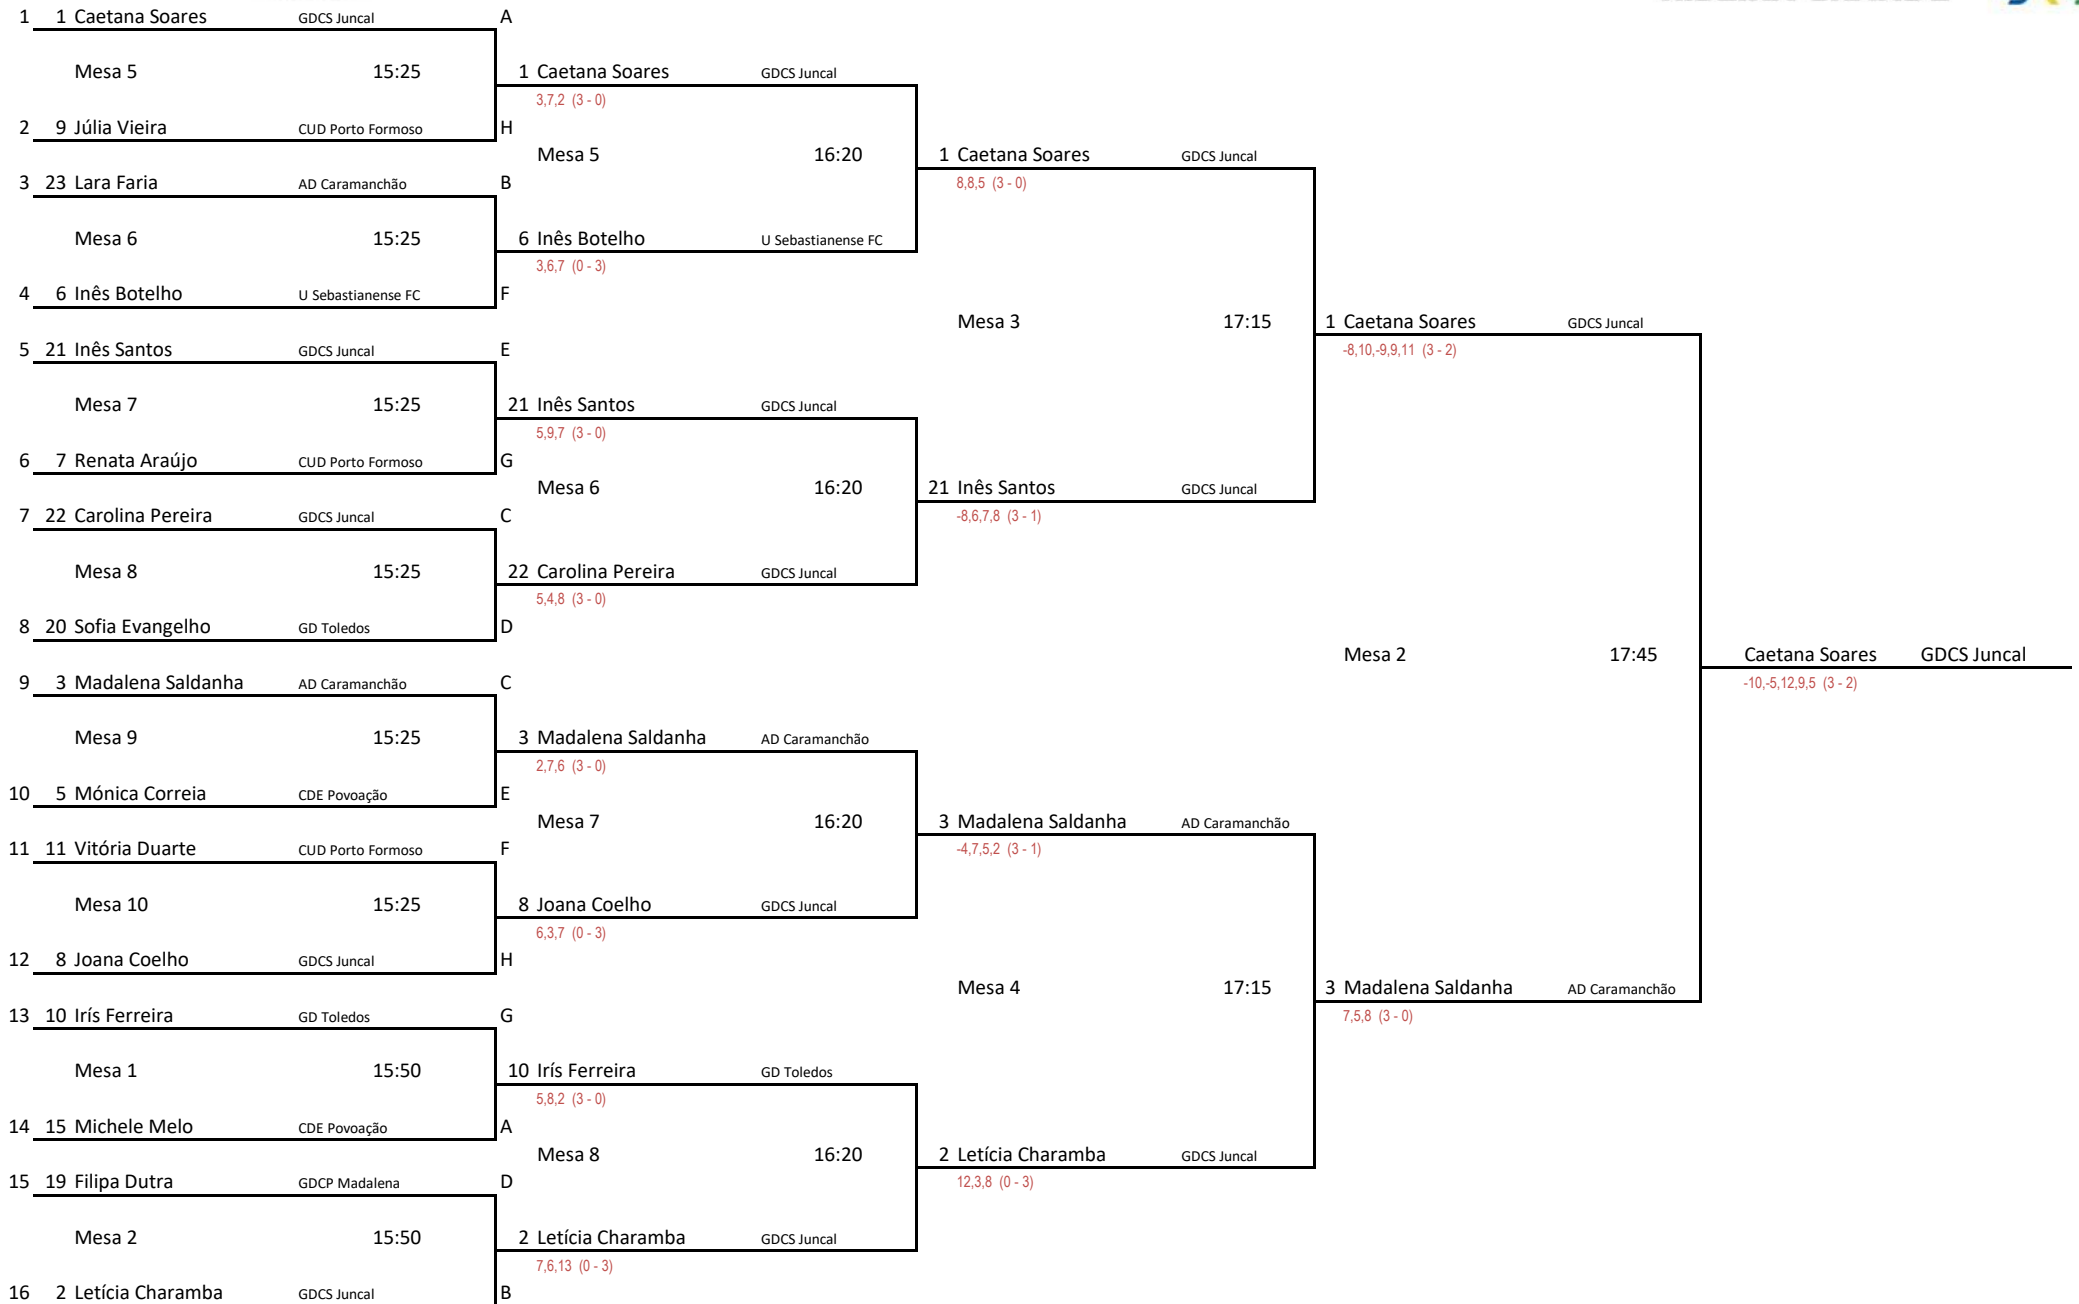 1 1 Caetana Soares GDCS Juncal A
Mesa 5 15:25 1 Caetana Soares GDCS Juncal
3,7,2 (3 - 0)
2 9 Júlia Vieira CUD Porto Formoso H
Mesa 5 16:20 1 Caetana Soares GDCS Juncal
3 23 Lara Faria AD Caramanchão B
8,8,5 (3 - 0)
Mesa 6 15:25 6 Inês Botelho U Sebastianense FC
3,6,7 (0 - 3)
4 6 Inês Botelho U Sebastianense FC F
Mesa 3 17:15 1 Caetana Soares GDCS Juncal
5 21 Inês Santos GDCS Juncal E
-8,10,-9,9,11 (3 - 2)
Mesa 7 15:25 21 Inês Santos GDCS Juncal
5,9,7 (3 - 0)
6 7 Renata Araújo CUD Porto Formoso G
Mesa 6 16:20 21 Inês Santos GDCS Juncal
7 22 Carolina Pereira GDCS Juncal C
-8,6,7,8 (3 - 1)
Mesa 8 15:25 22 Carolina Pereira GDCS Juncal
5,4,8 (3 - 0)
8 20 Sofia Evangelho GD Toledos D
Mesa 2 17:45 Caetana Soares GDCS Juncal
9 3 Madalena Saldanha AD Caramanchão C
-10,-5,12,9,5 (3 - 2)
Mesa 9 15:25 3 Madalena Saldanha AD Caramanchão
2,7,6 (3 - 0)
10 5 Mónica Correia CDE Povoação E
Mesa 7 16:20 3 Madalena Saldanha AD Caramanchão
11 11 Vitória Duarte CUD Porto Formoso F
-4,7,5,2 (3 - 1)
Mesa 10 15:25 8 Joana Coelho GDCS Juncal
6,3,7 (0 - 3)
12 8 Joana Coelho GDCS Juncal H
Mesa 4 17:15 3 Madalena Saldanha AD Caramanchão
13 10 Irís Ferreira GD Toledos G
7,5,8 (3 - 0)
Mesa 1 15:50 10 Irís Ferreira GD Toledos
5,8,2 (3 - 0)
14 15 Michele Melo CDE Povoação A
Mesa 8 16:20 2 Letícia Charamba GDCS Juncal
15 19 Filipa Dutra GDCP Madalena D
12,3,8 (0 - 3)
Mesa 2 15:50 2 Letícia Charamba GDCS Juncal
7,6,13 (0 - 3)
16 2 Letícia Charamba GDCS Juncal B